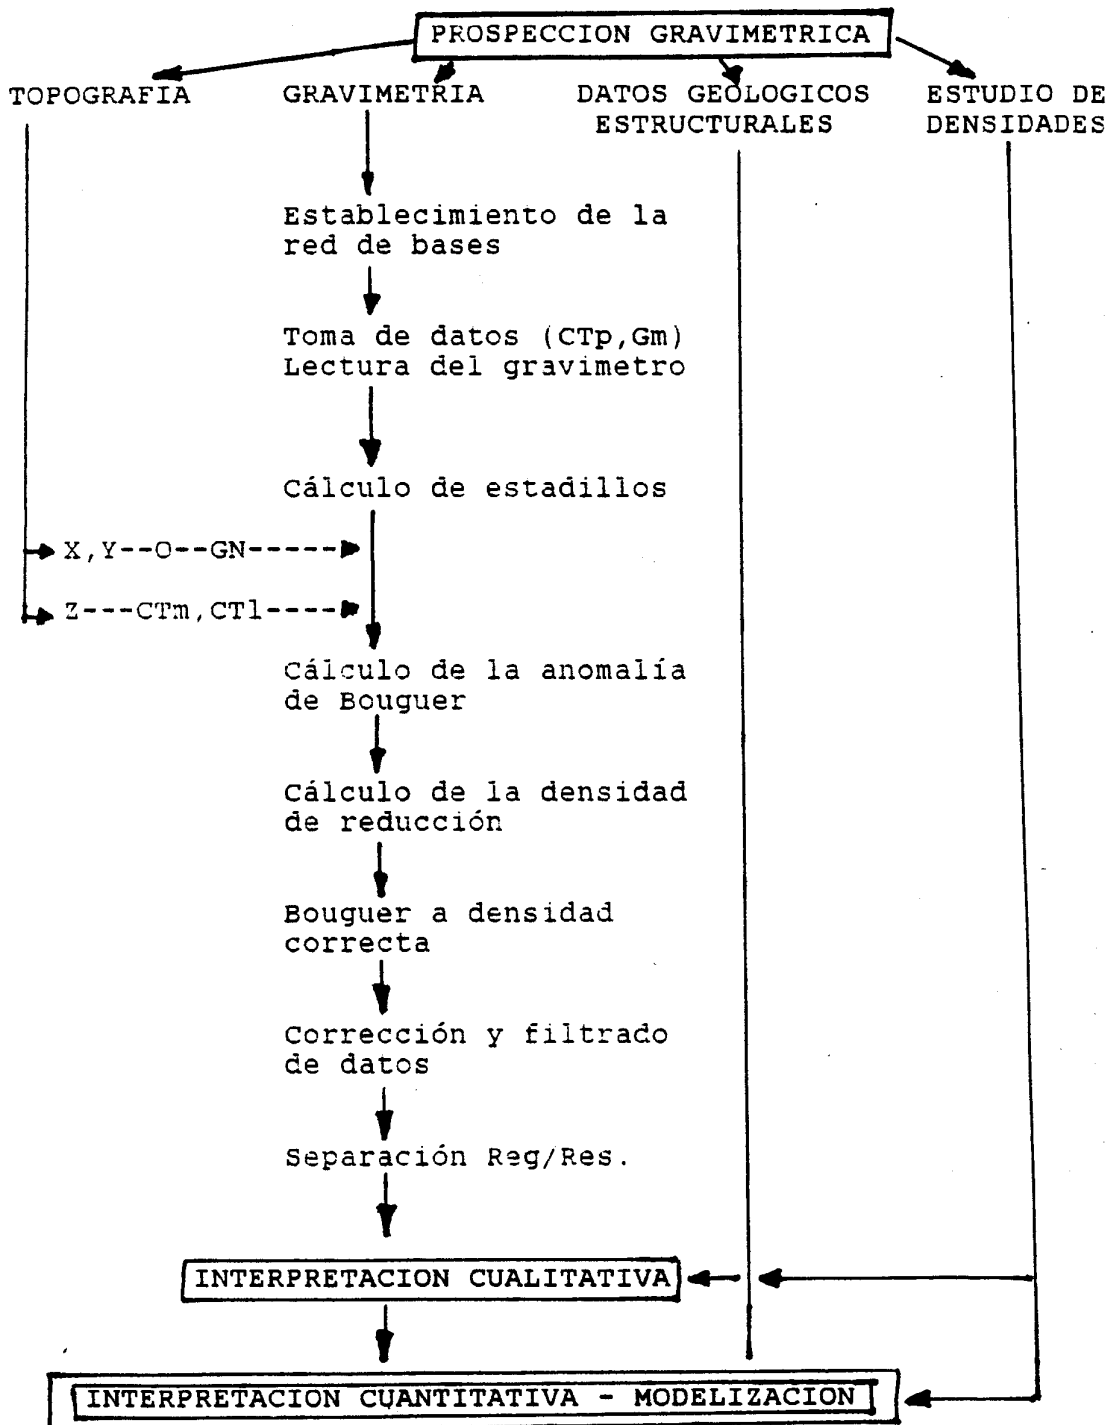 PROSPECCION GRAVIMETRICA
TOPOGRAFIA
GRAVIMETRIA
DATOS GEOLOGICOS
ESTRUCTURALES
ESTUDIO DE
DENSIDADES
Establecimiento de la
red de bases
Toma de datos (CTp,Gm)
Lectura del gravimetro
Cálculo de estadillos
X,Y--O--GN------
Z---CTm,CTl-----
Cálculo de la anomalía
de Bouguer
Cálculo de la densidad
de reducción
Bouguer a densidad
correcta
Corrección y filtrado
de datos
Separación Reg/Res.
INTERPRETACION CUALITATIVA
INTERPRETACION CUANTITATIVA - MODELIZACION